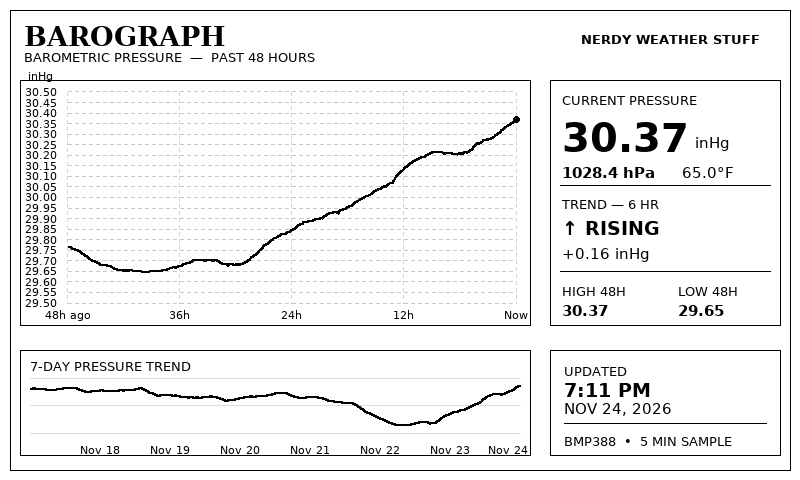 BAROGRAPH
BAROMETRIC PRESSURE — PAST 48 HOURS
NERDY WEATHER STUFF
inHg
30.50
30.45
30.40
30.35
30.30
30.25
30.20
30.15
30.10
30.05
30.00
29.95
29.90
29.85
29.80
29.75
29.70
29.65
29.60
29.55
29.50
48h ago 36h 24h 12h Now
CURRENT PRESSURE
30.37 inHg
1028.4 hPa 65.0°F
TREND — 6 HR
↑ RISING
+0.16 inHg
HIGH 48H LOW 48H
30.37 29.65
7-DAY PRESSURE TREND
Nov 18 Nov 19 Nov 20 Nov 21 Nov 22 Nov 23 Nov 24
UPDATED
7:11 PM
NOV 24, 2026
BMP388 • 5 MIN SAMPLE